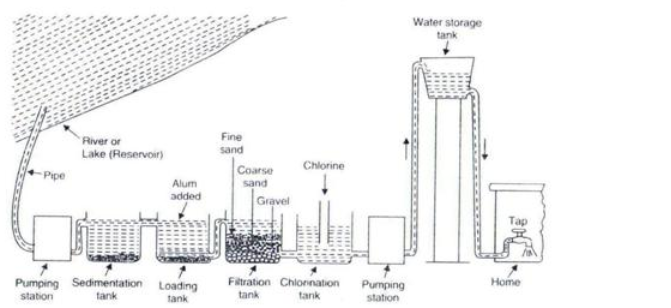 Water storage
tank
River or
Lake (Reservoir)
Pipe
Fine
sand
Coarse
sand
Gravel
Alum
added
Chlorine
Tap
Pumping
station
Sedimentation
tank
Loading
tank
Filtration
tank
Chlorination
tank
Pumping
station
Home